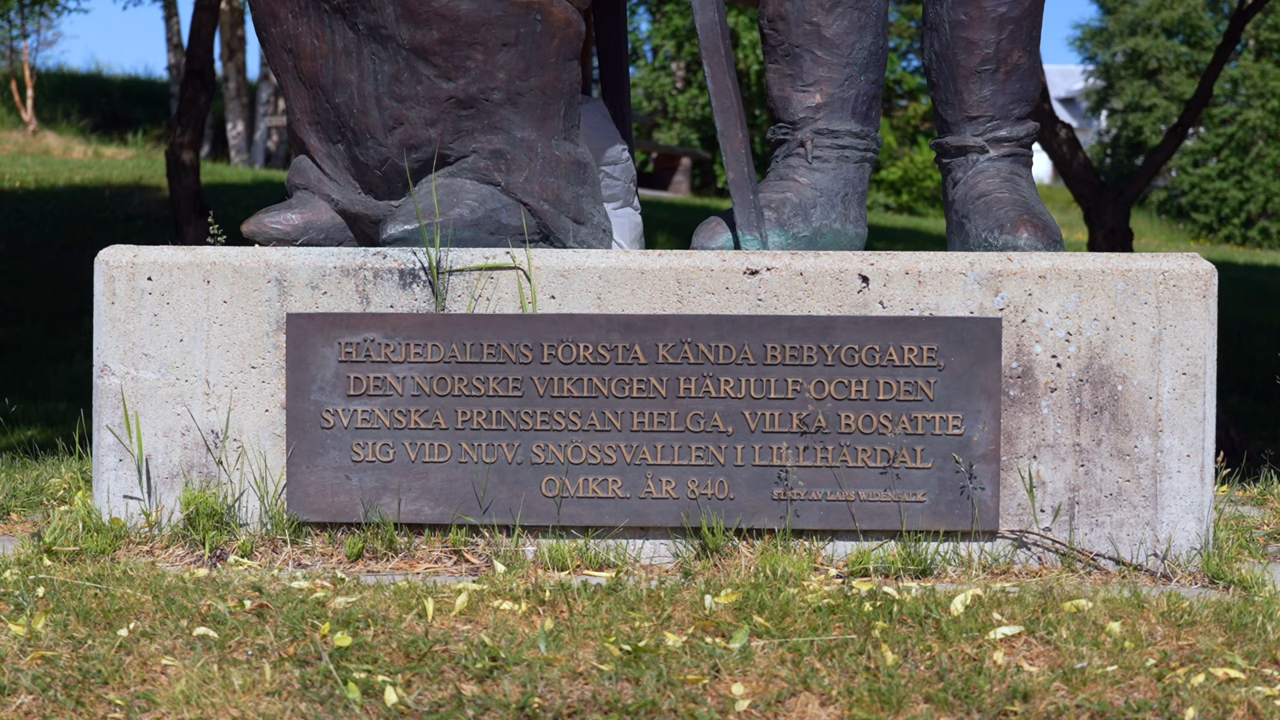 HÄRJEDALENS FÖRSTA KÄNDA BEBYGGARE,
DEN NORSKE VIKINGEN HÄRJULF OCH DEN
SVENSKA PRINSESSAN HELGA, VILKA BOSATTE
SIG VID NUV. SNÖSSVALLEN I LILLHÄRDAL
OMKR. ÅR 840.
STATY AV LARS WIDENFALK